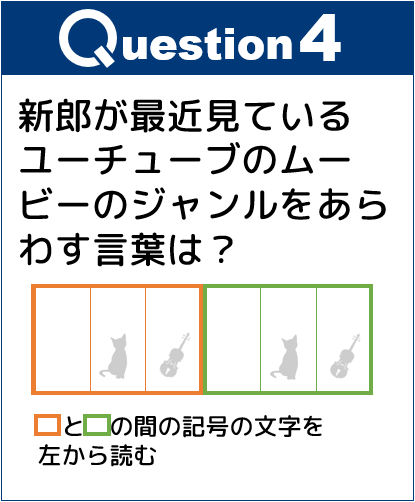 Question4
新郎が最近見ている
ユーチューブのムー
ビーのジャンルをあら
わす言葉は？
と の間の記号の文字を
左から読む